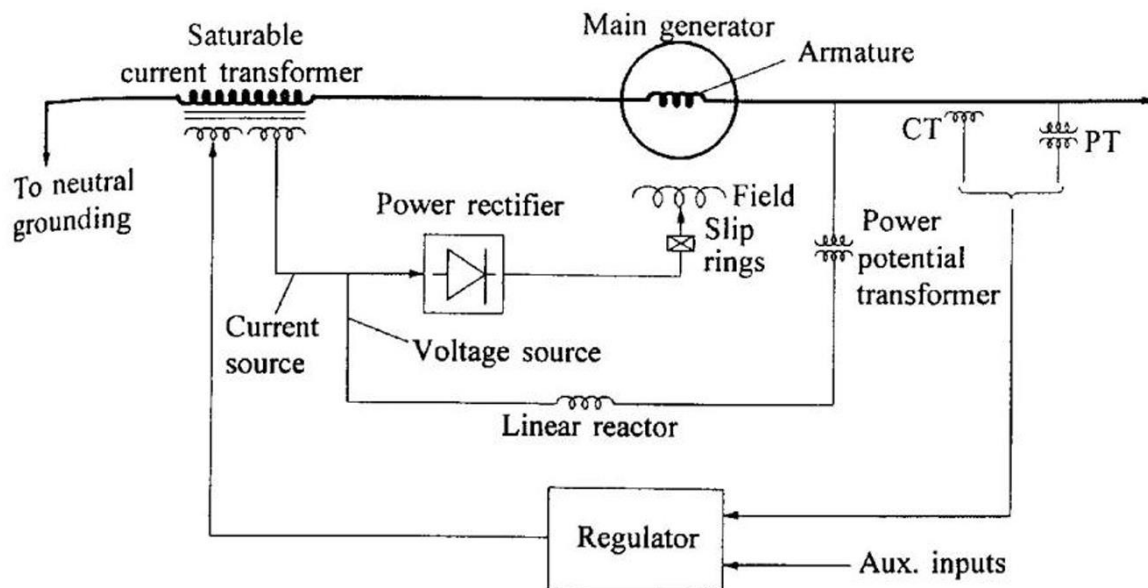 Saturable
current transformer
Main generator
Armature
CT
PT
To neutral
grounding
Power rectifier
Field
Slip
rings
Power
potential
transformer
Current
source
Voltage source
Linear reactor
Regulator
Aux. inputs